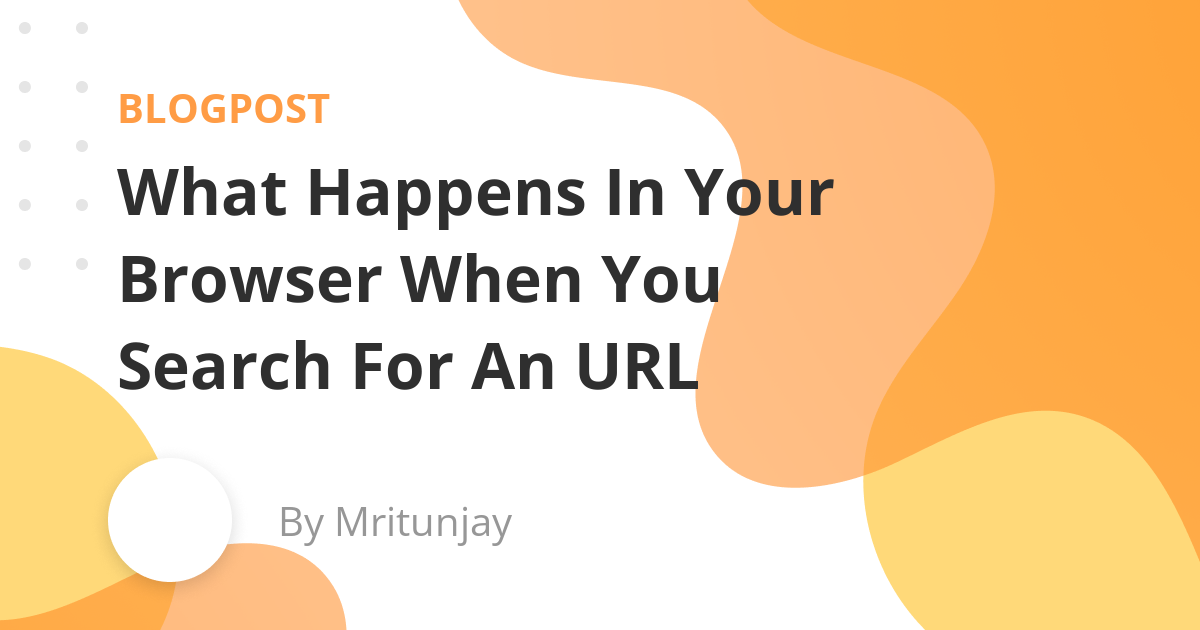 BLOGPOST
What Happens In Your
Browser When You
Search For An URL
By Mritunjay